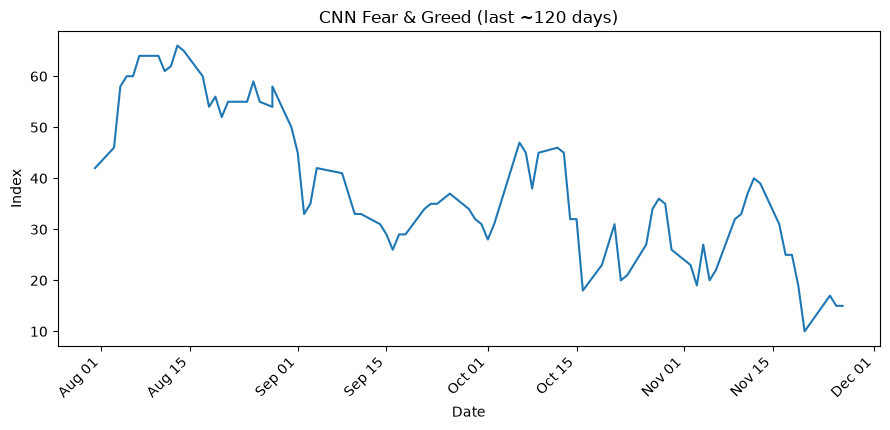 CNN Fear & Greed (last ~120 days)
Index
60
50
40
30
20
10
Aug 01
Aug 15
Sep 01
Sep 15
Oct 01
Oct 15
Nov 01
Nov 15
Dec 01
Date